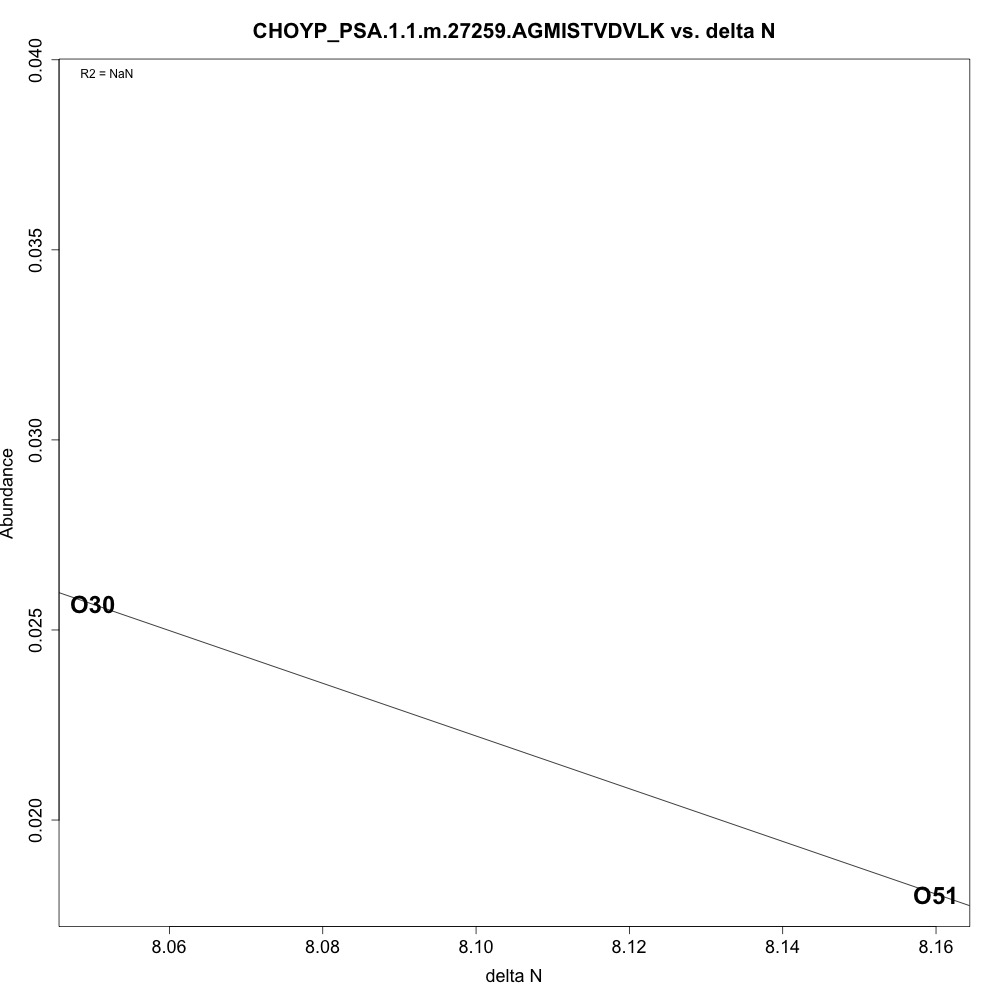 CHOYP_PSA.1.1.m.27259.AGMISTVDVLK vs. delta N
R2 = NaN
0.040
0.035
0.030
0.025
0.020
Abundance
O30
O51
8.06 8.08 8.10 8.12 8.14 8.16
delta N